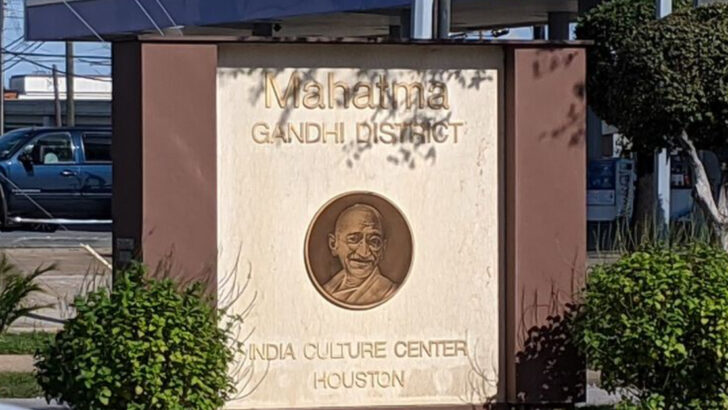 Mahatma
GANDHI DISTRICT
INDIA CULTURE CENTER
HOUSTON